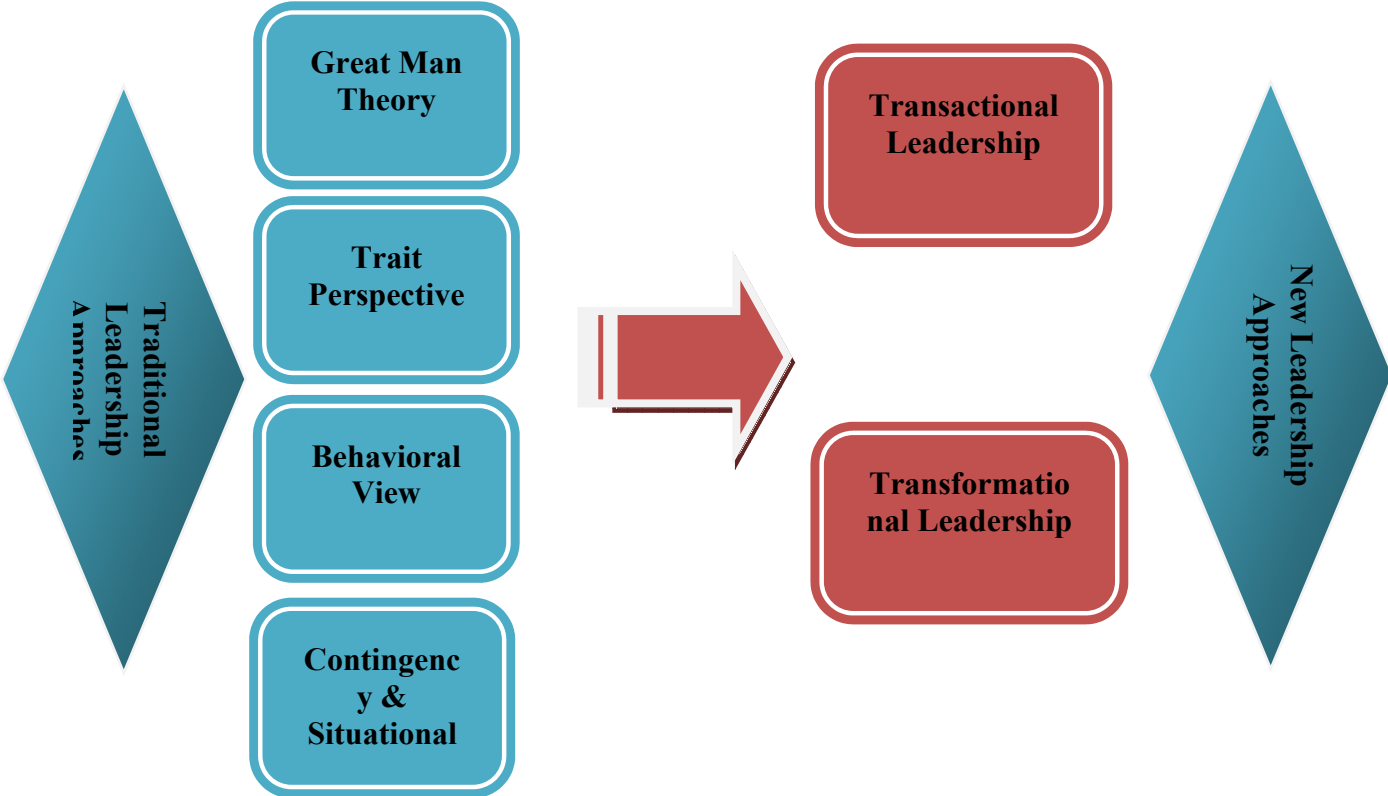 Traditional
Leadership
Approaches
Great Man
Theory
Trait
Perspective
Behavioral
View
Contingenc
y &
Situational
Transactional
Leadership
Transformatio
nal Leadership
New Leadership
Approaches